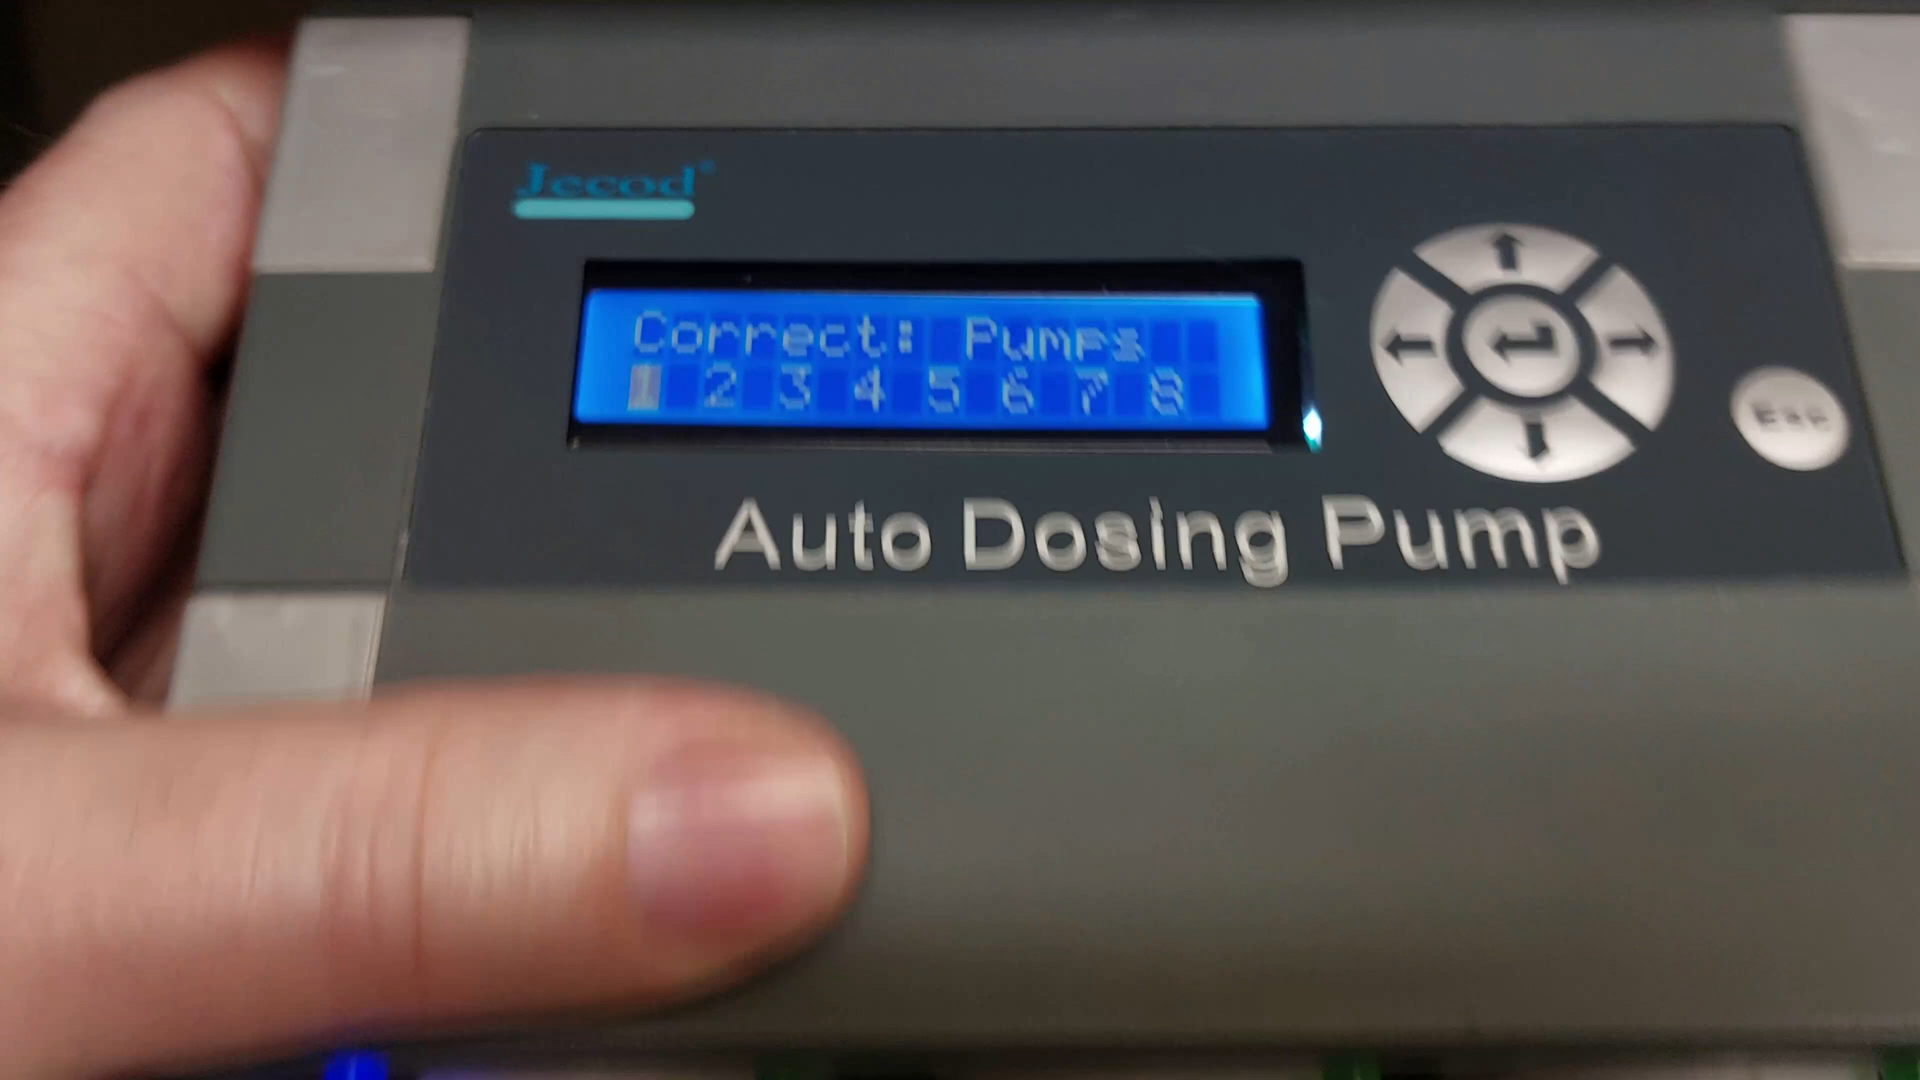 Jecod®
Correct: Pumps
1 2 3 4 5 6 7 8
Esc
Auto Dosing Pump